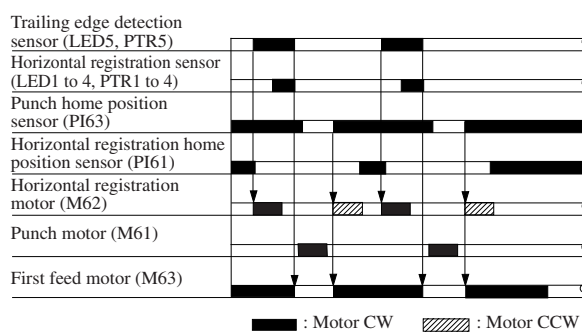 Trailing edge detection
sensor (LED5, PTR5)
Horizontal registration sensor
(LED1 to 4, PTR1 to 4)
Punch home position
sensor (PI63)
Horizontal registration home
position sensor (PI61)
Horizontal registration
motor (M62)
Punch motor (M61)
First feed motor (M63)
: Motor CW : Motor CCW